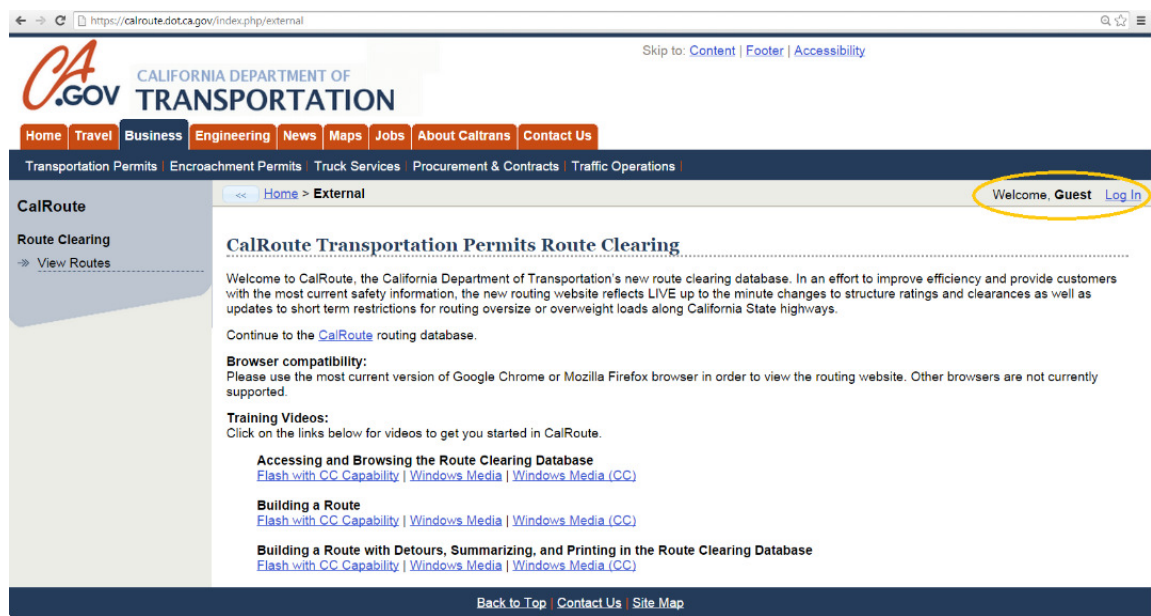 https://calroute.dot.ca.gov/index.php/external
Skip to: Content | Footer | Accessibility
CA.GOV
CALIFORNIA DEPARTMENT OF
TRANSPORTATION
Home Travel Business Engineering News Maps Jobs About Caltrans Contact Us
Transportation Permits | Encroachment Permits | Truck Services | Procurement & Contracts | Traffic Operations |
CalRoute
Route Clearing
View Routes
<< Home > External
Welcome, Guest Log In
CalRoute Transportation Permits Route Clearing
Welcome to CalRoute, the California Department of Transportation's new route clearing database. In an effort to improve efficiency and provide customers
with the most current safety information, the new routing website reflects LIVE up to the minute changes to structure ratings and clearances as well as
updates to short term restrictions for routing oversize or overweight loads along California State highways.
Continue to the CalRoute routing database.
Browser compatibility:
Please use the most current version of Google Chrome or Mozilla Firefox browser in order to view the routing website. Other browsers are not currently
supported.
Training Videos:
Click on the links below for videos to get you started in CalRoute.
Accessing and Browsing the Route Clearing Database
Flash with CC Capability | Windows Media | Windows Media (CC)
Building a Route
Flash with CC Capability | Windows Media | Windows Media (CC)
Building a Route with Detours, Summarizing, and Printing in the Route Clearing Database
Flash with CC Capability | Windows Media | Windows Media (CC)
Back to Top | Contact Us | Site Map